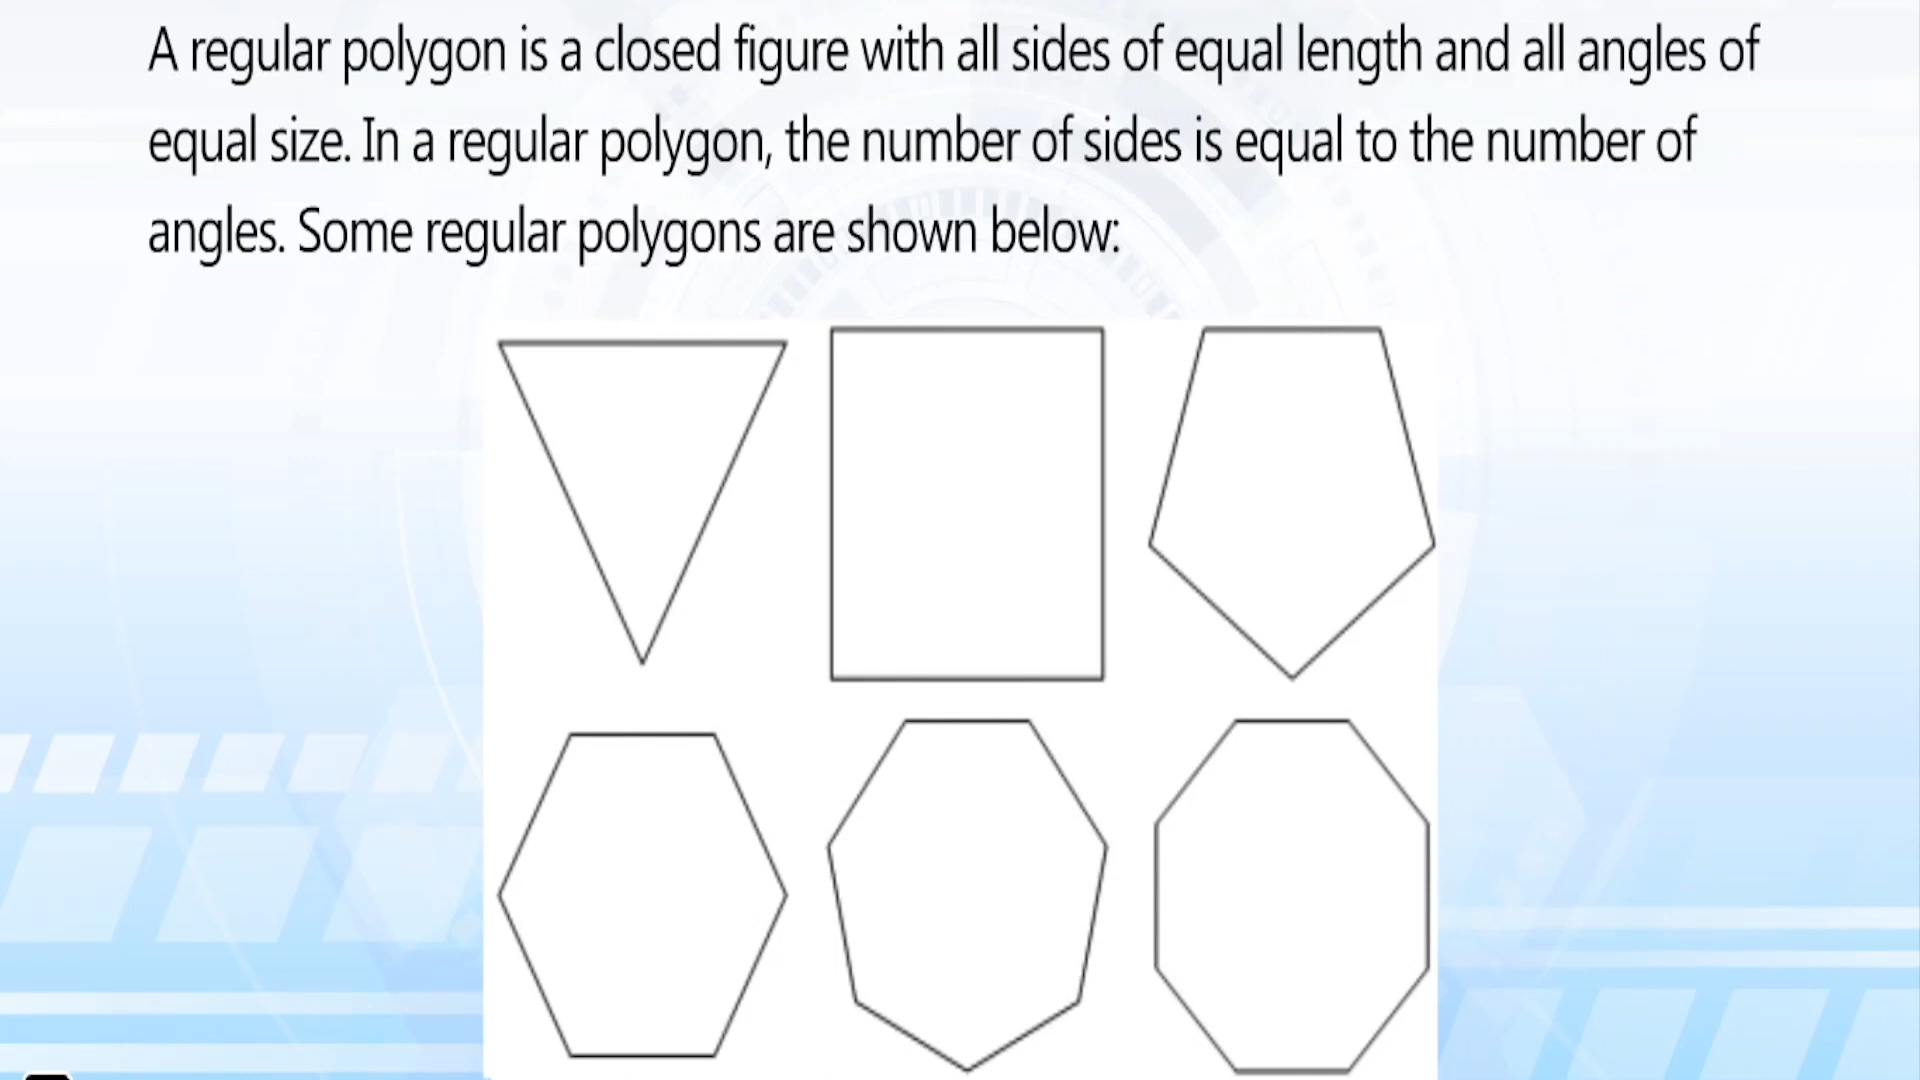 A regular polygon is a closed figure with all sides of equal length and all angles of
equal size. In a regular polygon, the number of sides is equal to the number of
angles. Some regular polygons are shown below: